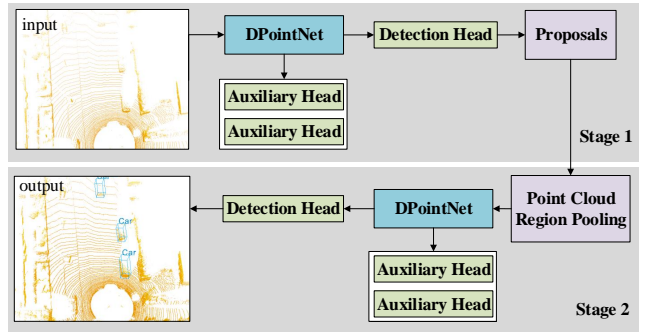 input
DPointNet
Detection Head
Proposals
Auxiliary Head
Auxiliary Head
Stage 1
output
Car
Car
Car
Detection Head
DPointNet
Point Cloud
Region Pooling
Auxiliary Head
Auxiliary Head
Stage 2